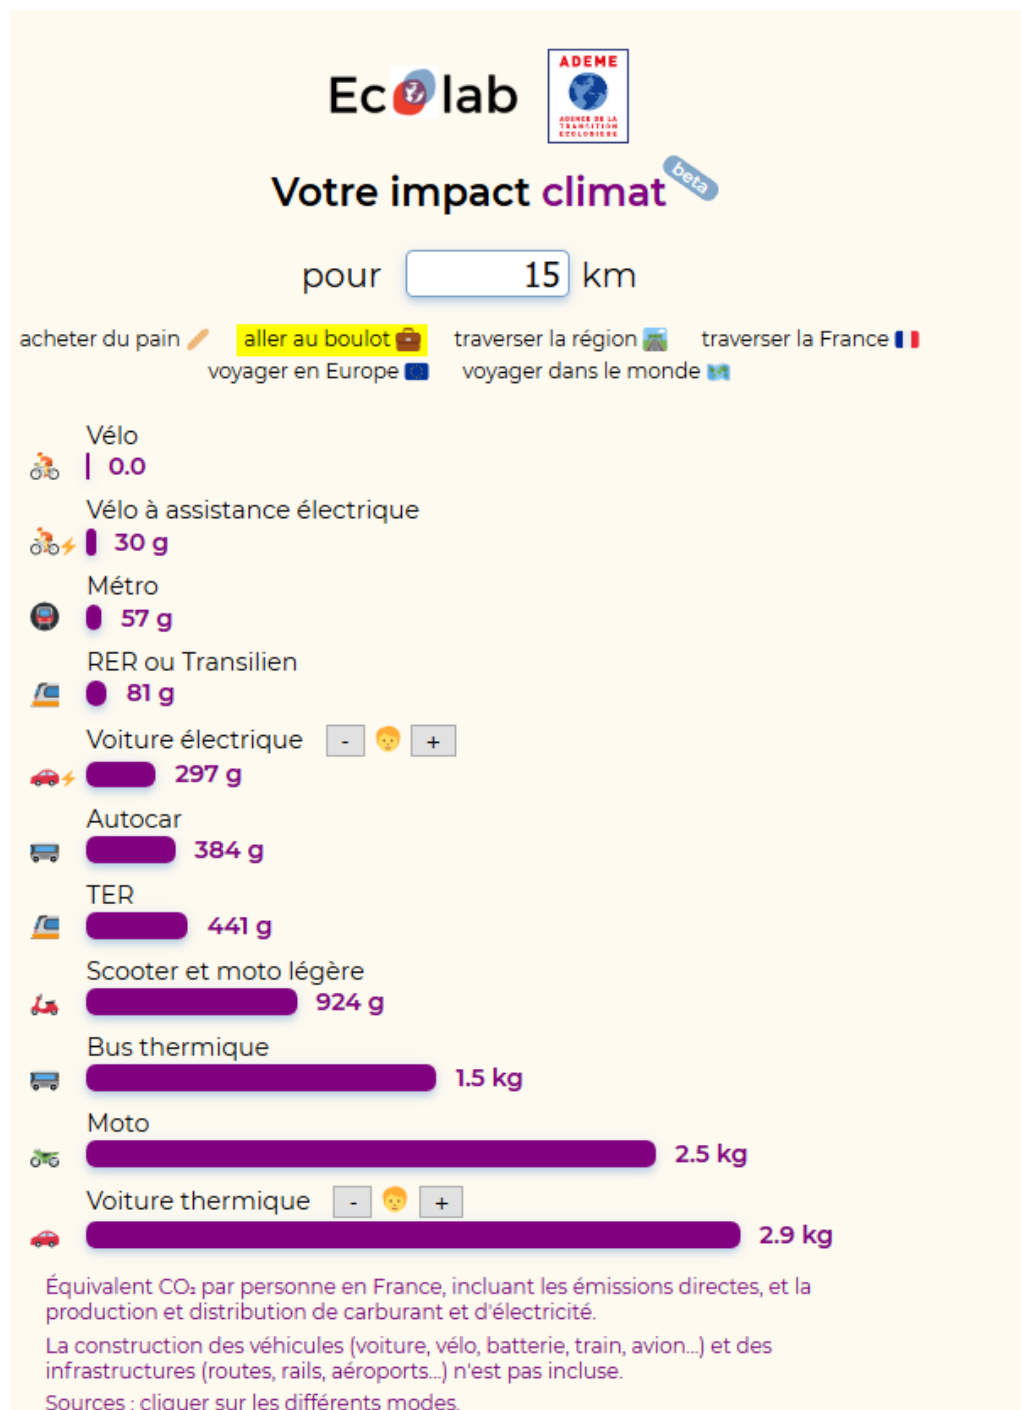 Ecolab
ADEME
AGENCE DE LA
TRANSITION
ÉCOLOGIQUE
Votre impact climat beta
pour 15 km
acheter du pain aller au boulot traverser la région traverser la France
voyager en Europe voyager dans le monde
Vélo
0.0
Vélo à assistance électrique
30 g
Métro
57 g
RER ou Transilien
81 g
Voiture électrique - +
297 g
Autocar
384 g
TER
441 g
Scooter et moto légère
924 g
Bus thermique
1.5 kg
Moto
2.5 kg
Voiture thermique - +
2.9 kg
Équivalent CO₂ par personne en France, incluant les émissions directes, et la
production et distribution de carburant et d'électricité.
La construction des véhicules (voiture, vélo, batterie, train, avion...) et des
infrastructures (routes, rails, aéroports...) n'est pas incluse.
Sources : cliquer sur les différents modes.